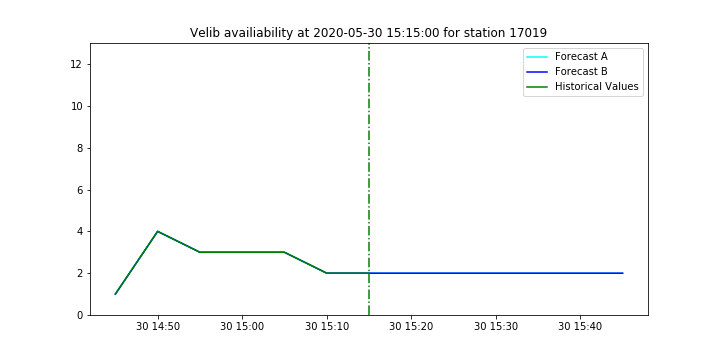 Velib availiability at 2020-05-30 15:15:00 for station 17019
Forecast A
Forecast B
Historical Values
12
10
8
6
4
2
0
30 14:50 30 15:00 30 15:10 30 15:20 30 15:30 30 15:40